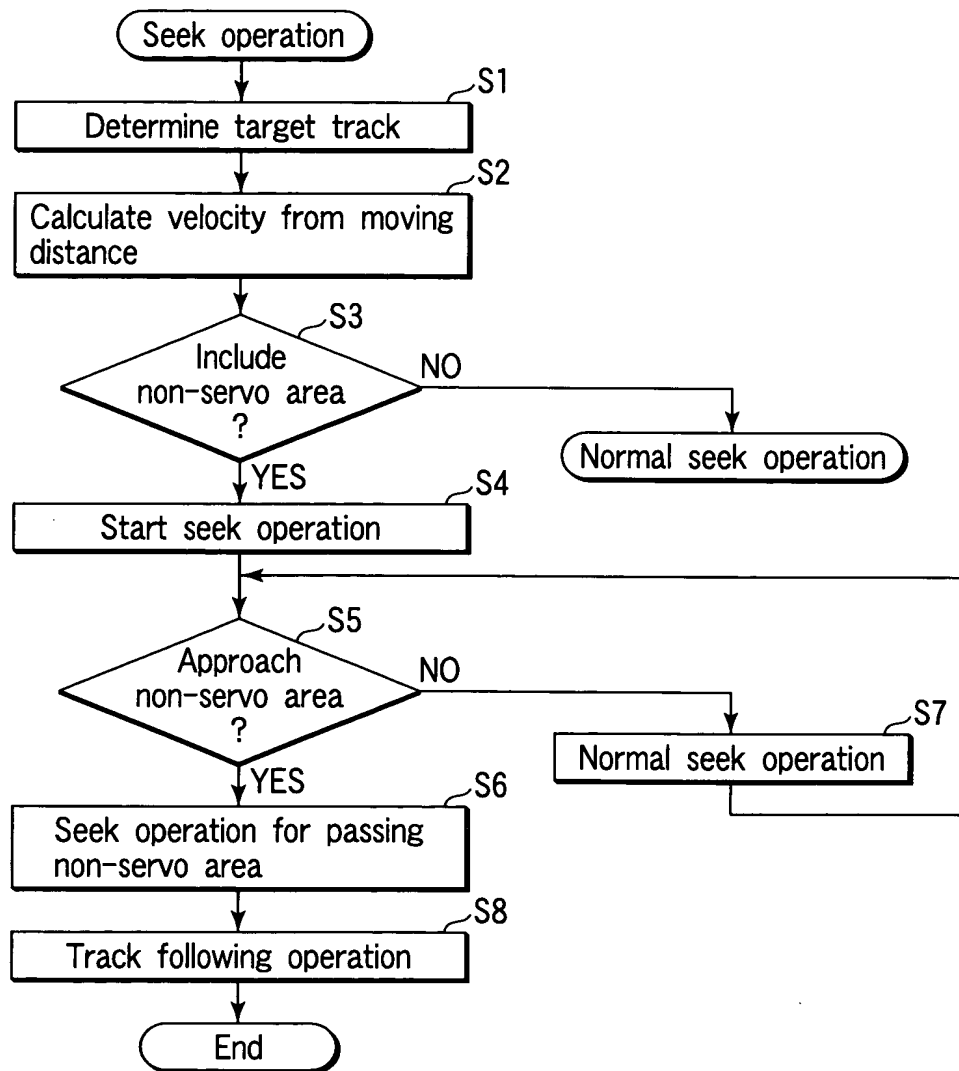 Seek operation
S1
Determine target track
S2
Calculate velocity from moving
distance
S3
Include
non-servo area
?
NO
Normal seek operation
YES
S4
Start seek operation
S5
Approach
non-servo area
?
NO
S7
Normal seek operation
YES
S6
Seek operation for passing
non-servo area
S8
Track following operation
End